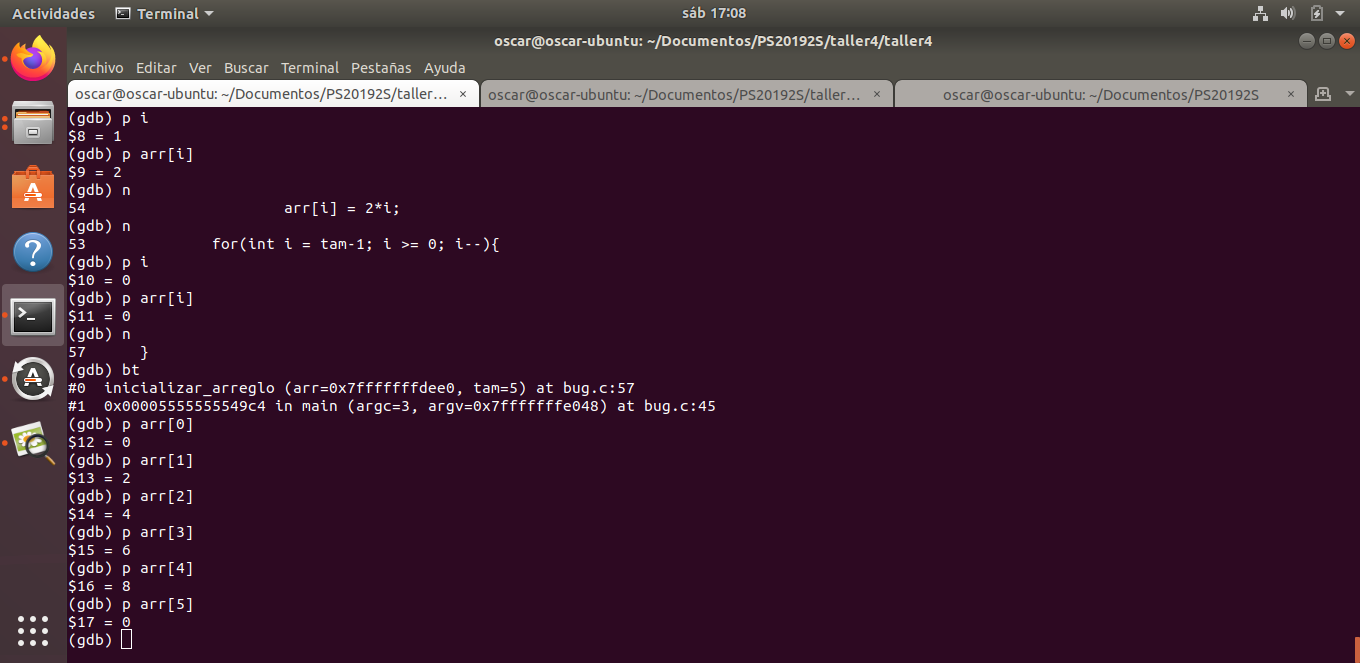 Actividades Terminal sáb 17:08
oscar@oscar-ubuntu: ~/Documentos/PS20192S/taller4/taller4
Archivo Editar Ver Buscar Terminal Pestañas Ayuda
oscar@oscar-ubuntu: ~/Documentos/PS20192S/taller... × oscar@oscar-ubuntu: ~/Documentos/PS20192S/taller... × oscar@oscar-ubuntu: ~/Documentos/PS20192S ×
(gdb) p i
$8 = 1
(gdb) p arr[i]
$9 = 2
(gdb) n
54                      arr[i] = 2*i;
(gdb) n
53              for(int i = tam-1; i >= 0; i--){
(gdb) p i
$10 = 0
(gdb) p arr[i]
$11 = 0
(gdb) n
57      }
(gdb) bt
#0  inicializar_arreglo (arr=0x7fffffffdee0, tam=5) at bug.c:57
#1  0x00005555555549c4 in main (argc=3, argv=0x7fffffffe048) at bug.c:45
(gdb) p arr[0]
$12 = 0
(gdb) p arr[1]
$13 = 2
(gdb) p arr[2]
$14 = 4
(gdb) p arr[3]
$15 = 6
(gdb) p arr[4]
$16 = 8
(gdb) p arr[5]
$17 = 0
(gdb)